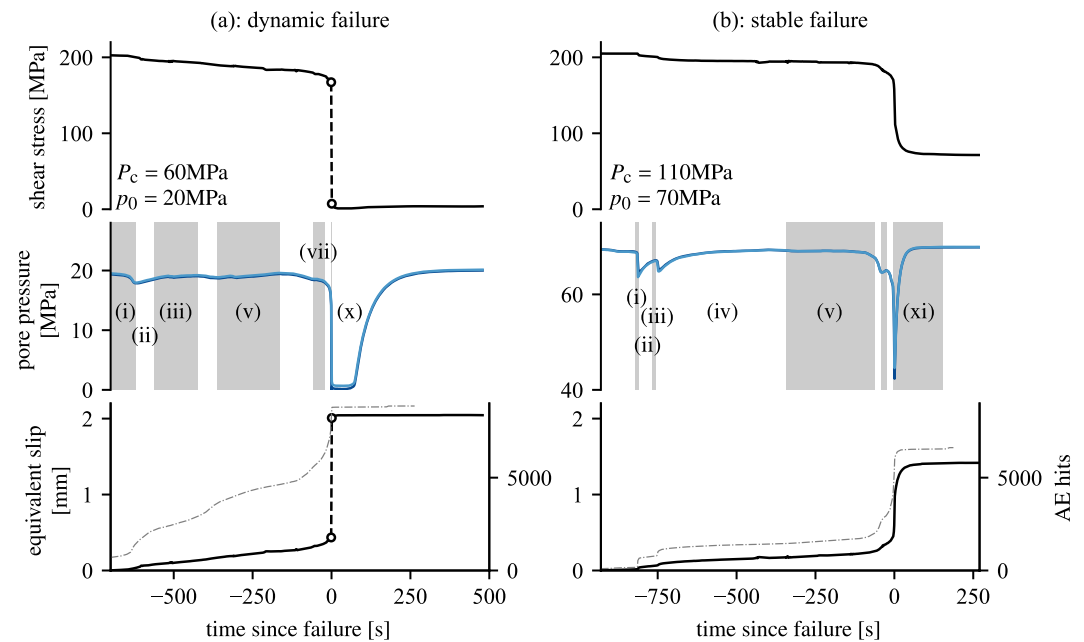 (a): dynamic failure
(b): stable failure
shear stress [MPa]
200
100
0
P_c = 60MPa
p_0 = 20MPa
200
100
0
P_c = 110MPa
p_0 = 70MPa
pore pressure
[MPa]
20
10
0
(i)
(ii)
(iii)
(v)
(vii)
(x)
60
40
(i)
(ii)
(iii)
(iv)
(v)
(xi)
equivalent slip
[mm]
2
1
0
5000
0
−500
−250
0
250
500
time since failure [s]
2
1
0
5000
0
AE hits
−750
−500
−250
0
250
time since failure [s]